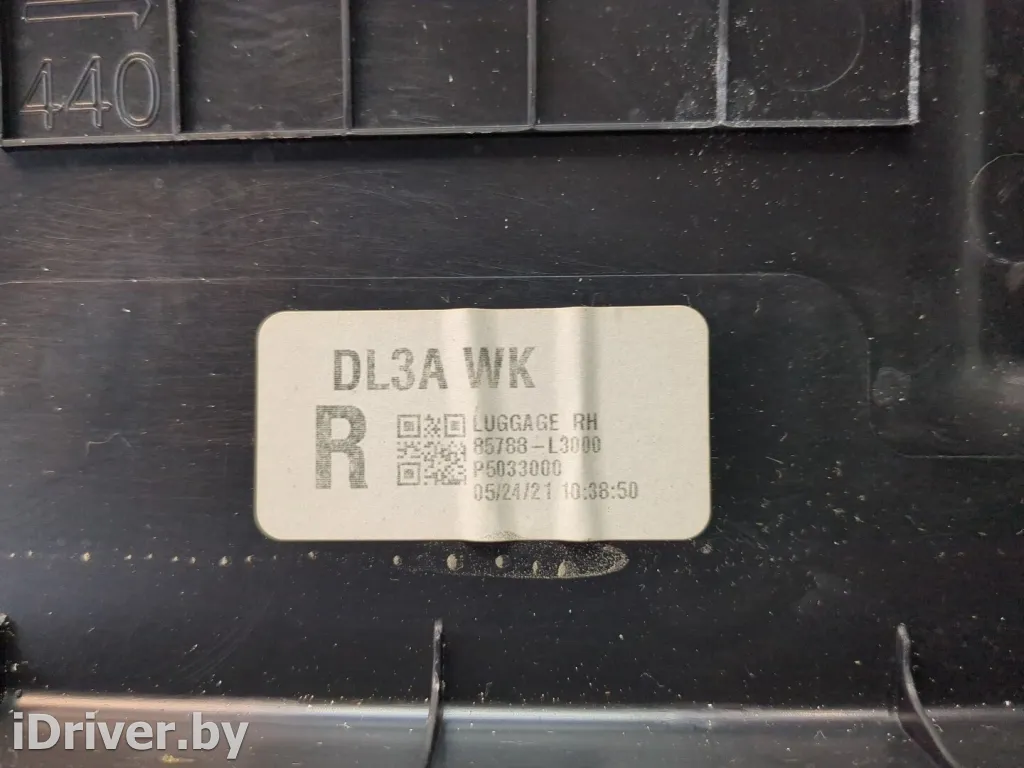 440
DL3A WK
R
LUGGAGE RH
85788-L3000
P5033000
05/24/21 10:38:50
iDriver.by